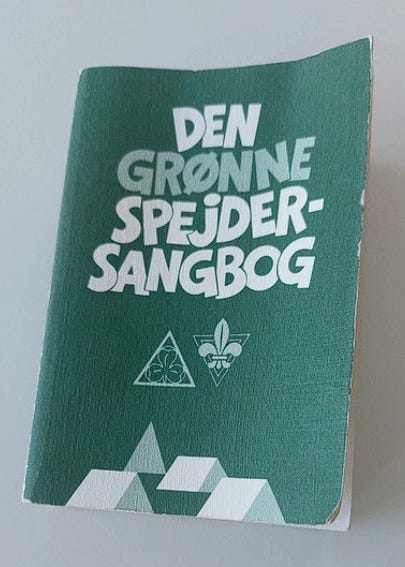 DEN
GRØNNE
SPEJDER-
SANGBOG